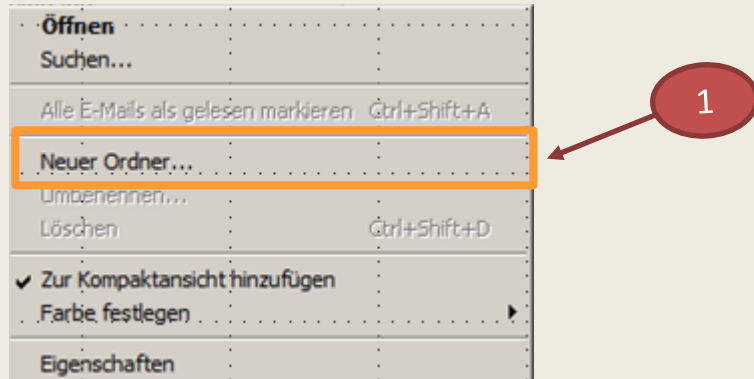 Öffnen
Suchen...
Alle E-Mails als gelesen markieren Ctrl+Shift+A
Neuer Ordner...
Umbenennen...
Löschen Ctrl+Shift+D
Zur Kompaktansicht hinzufügen
Farbe festlegen
Eigenschaften
1